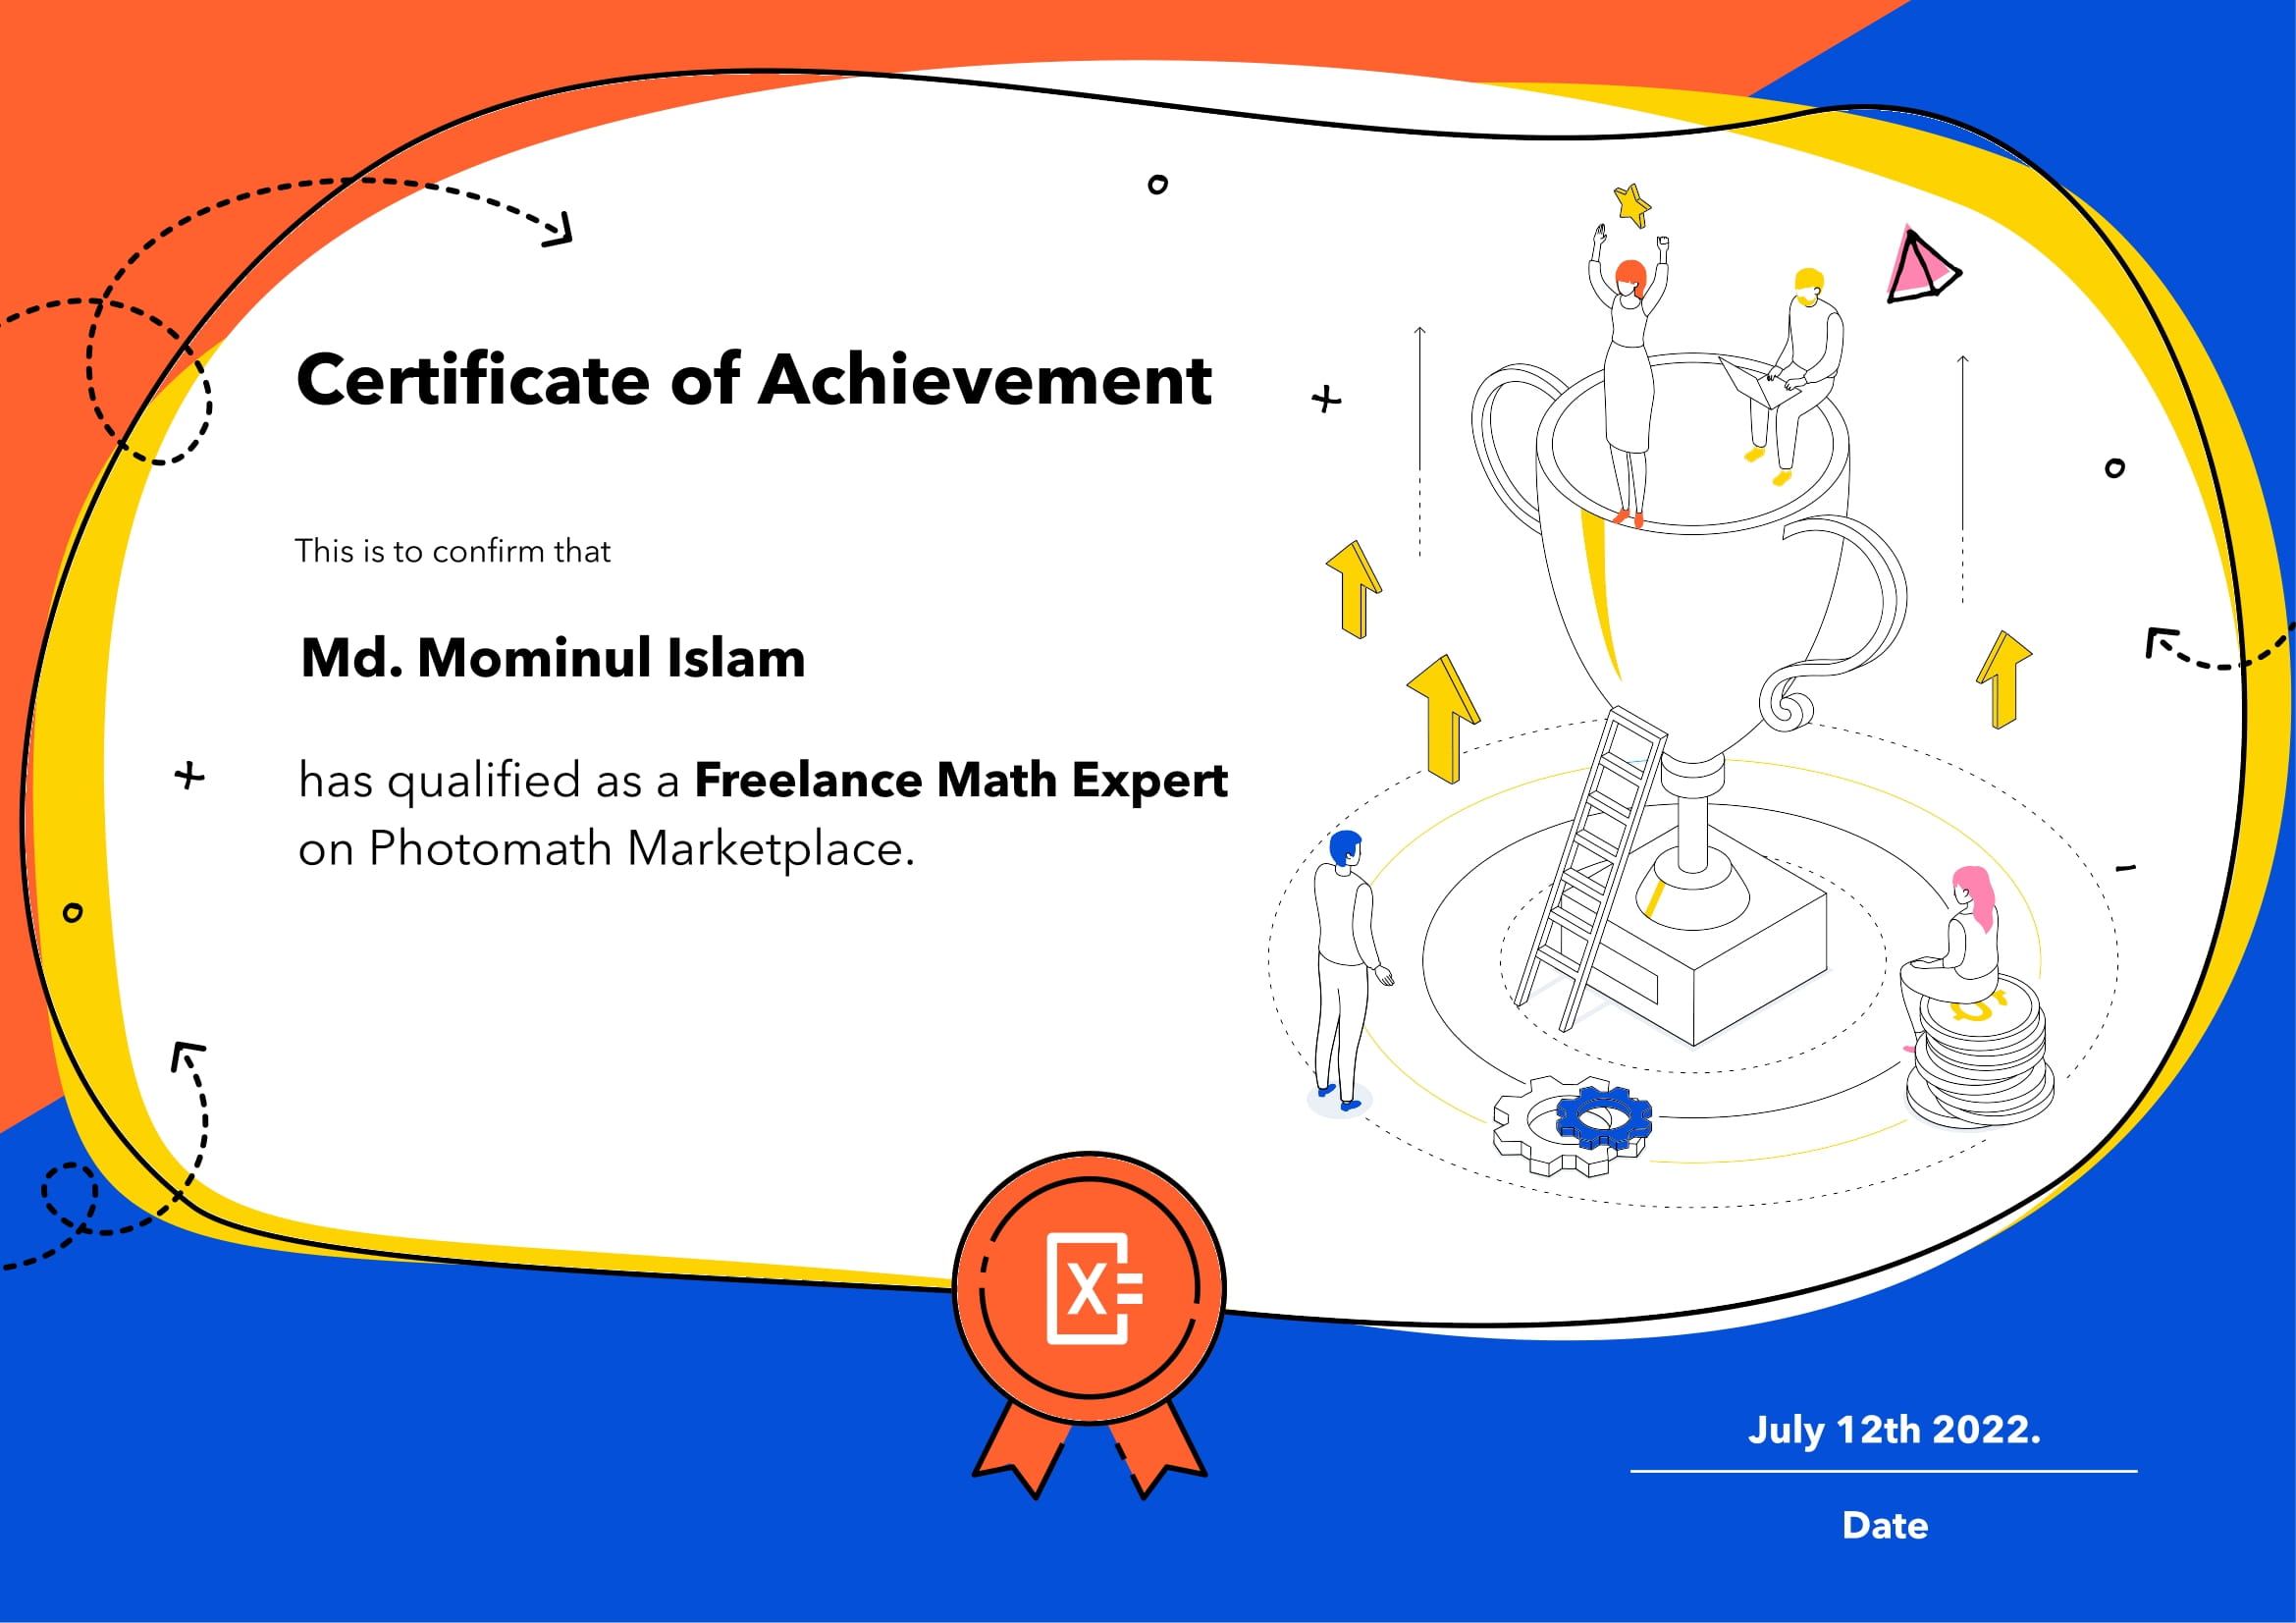 Certificate of Achievement
This is to confirm that
Md. Mominul Islam
has qualified as a Freelance Math Expert
on Photomath Marketplace.
X=
July 12th 2022.
Date